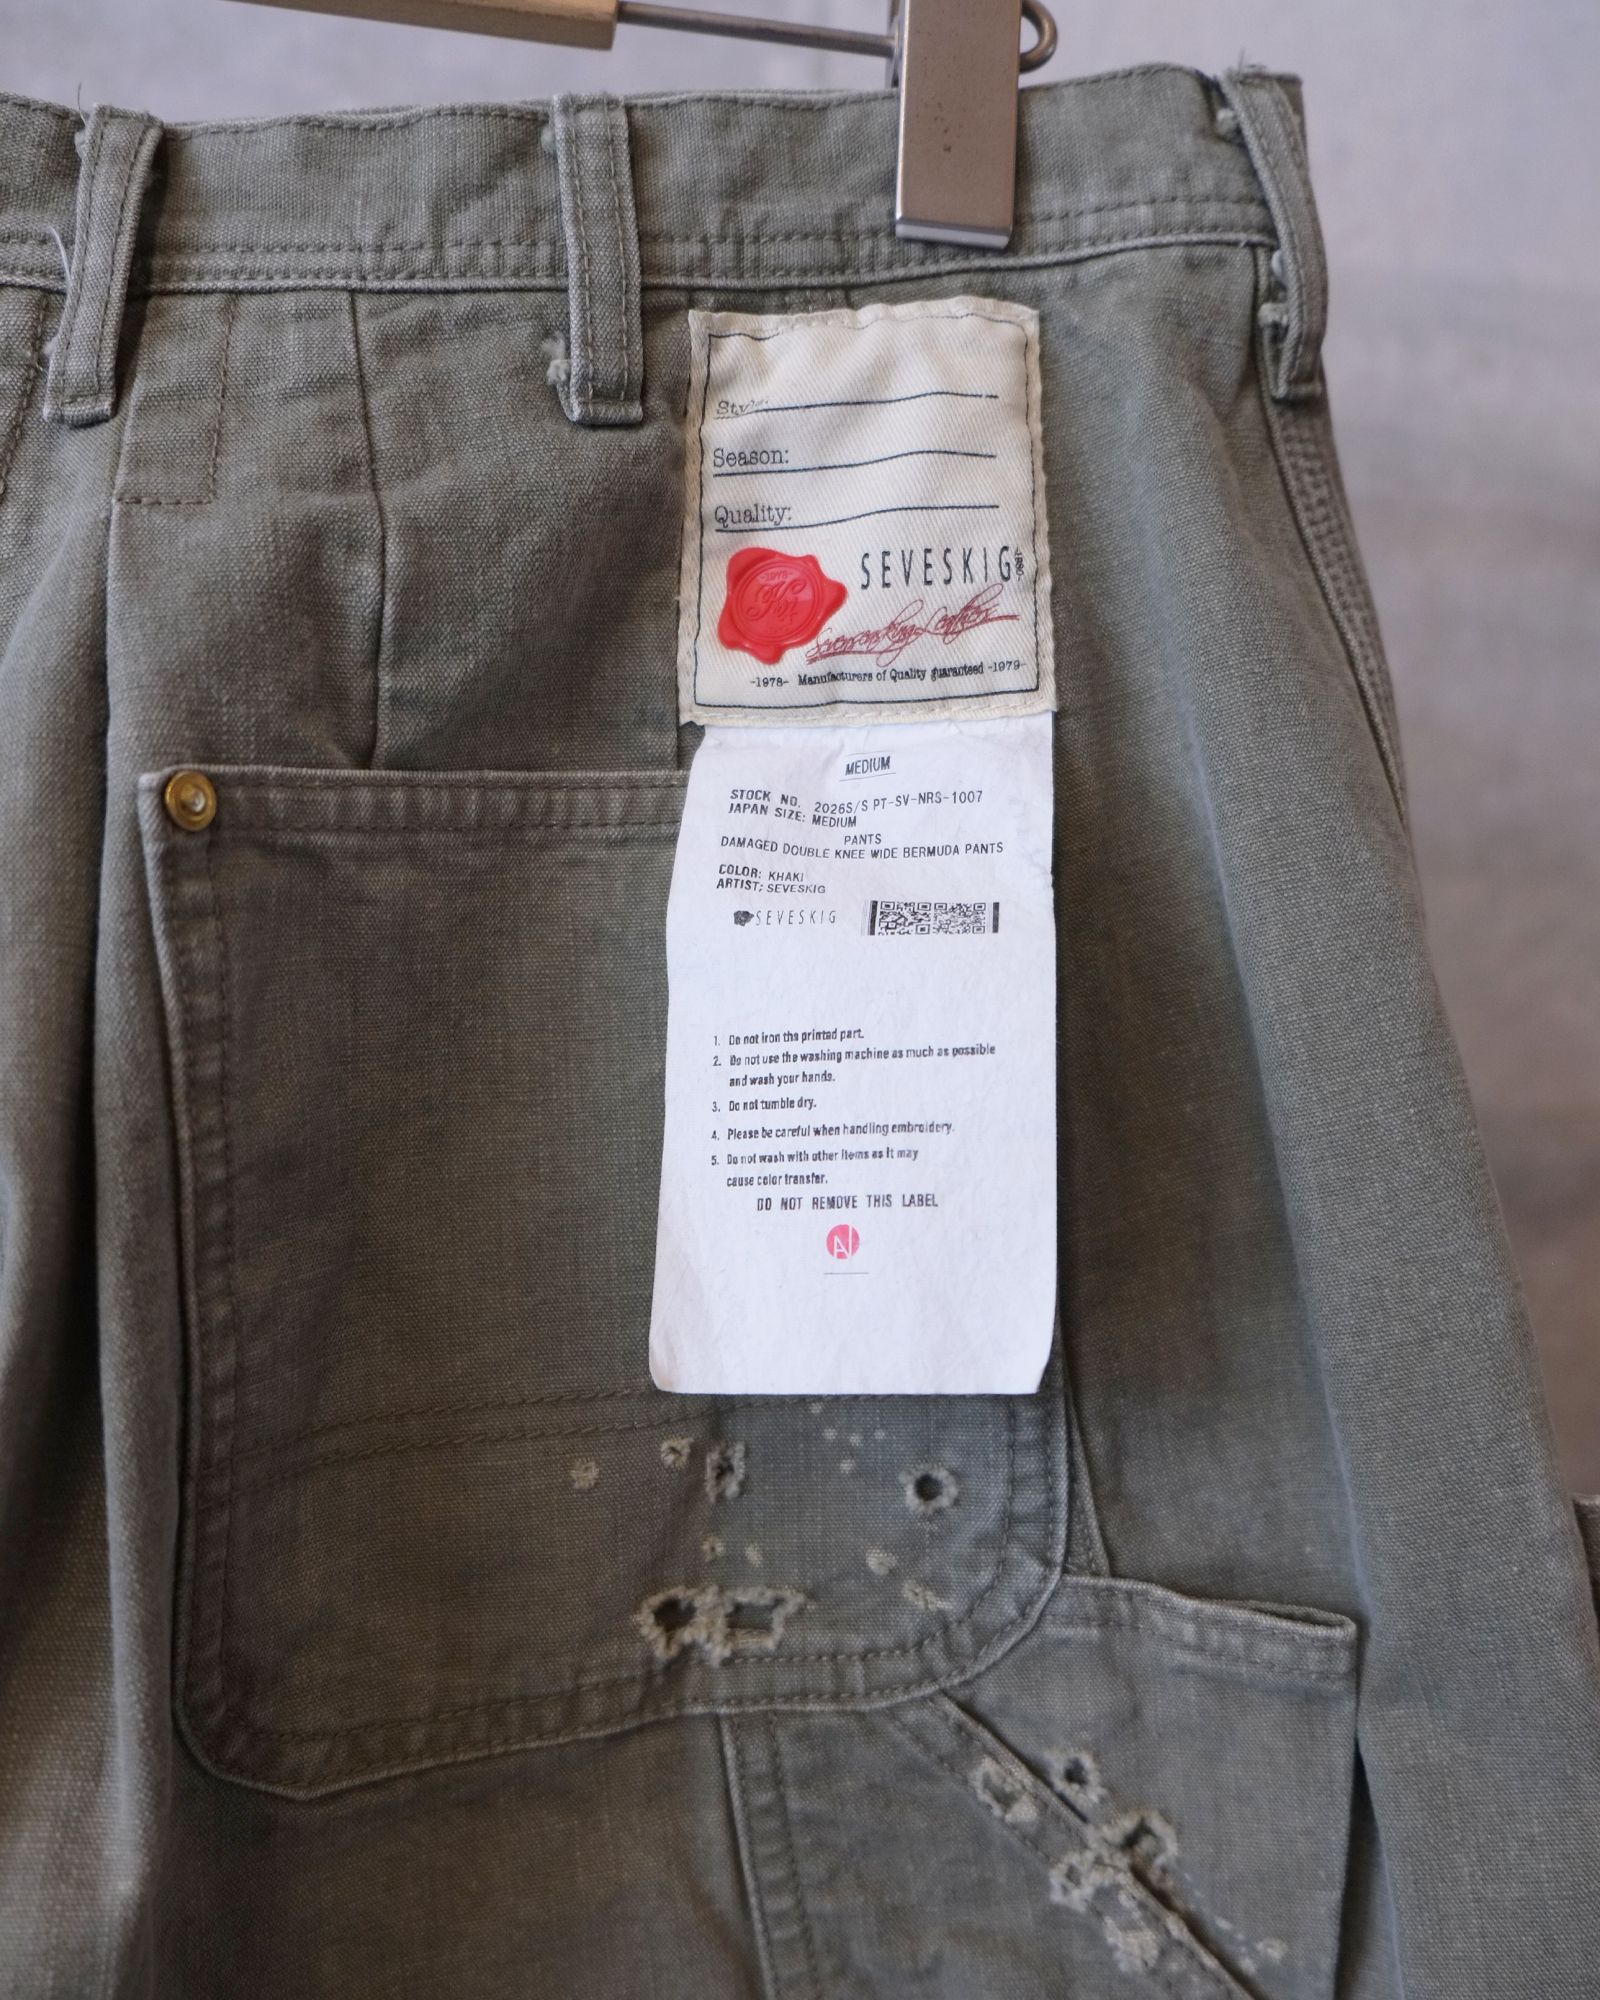 Style:
Season:
Quality:
-1978-
SEVESKIG
Sevenseasking Leather
-1978- Manufacturers of Quality guaranteed -1979-
MEDIUM
STOCK NO. 2026S/S PT-SV-NRS-1007
JAPAN SIZE: MEDIUM
PANTS
DAMAGED DOUBLE KNEE WIDE BERMUDA PANTS
COLOR: KHAKI
ARTIST: SEVESKIG
SEVESKIG
1. Do not iron the printed part.
2. Do not use the washing machine as much as possible
and wash your hands.
3. Do not tumble dry.
4. Please be careful when handling embroidery.
5. Do not wash with other items as it may
cause color transfer.
DO NOT REMOVE THIS LABEL